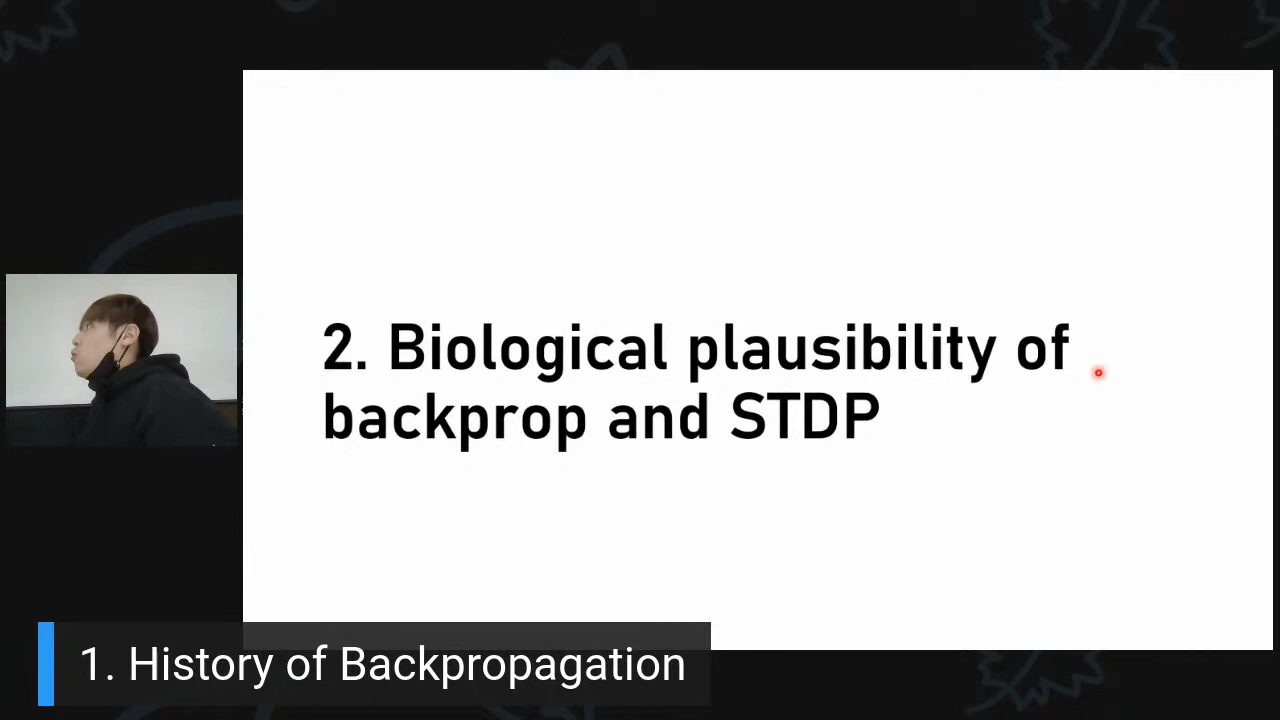 2. Biological plausibility of
backprop and STDP
1. History of Backpropagation